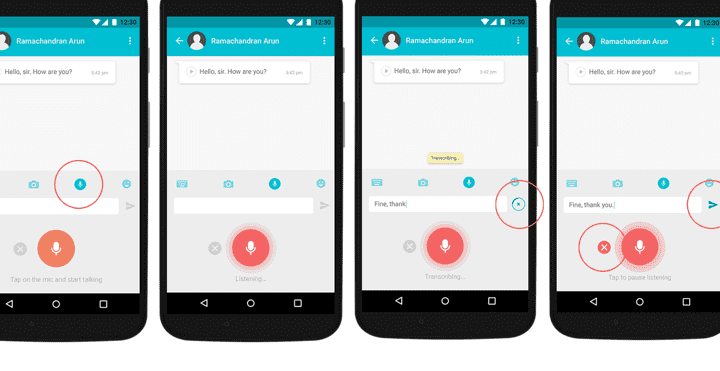 12:30
Ramachandran Arun
Hello, sir. How are you?
5:42 pm
Tap on the mic and start talking
12:30
Ramachandran Arun
Hello, sir. How are you?
5:42 pm
Listening...
12:30
Ramachandran Arun
Hello, sir. How are you?
5:42 pm
Transcribing...
Fine, thank
Transcribing...
12:30
Ramachandran Arun
Hello, sir. How are you?
5:42 pm
Fine, thank you.
Tap to pause listening